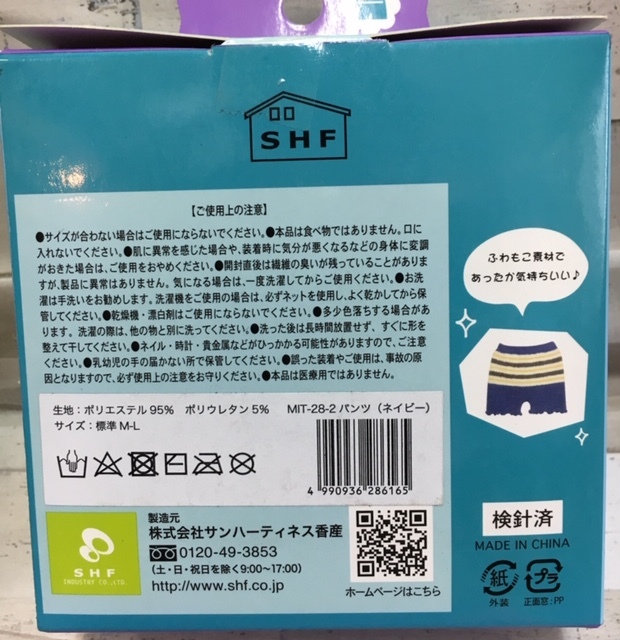 SHF
【ご使用上の注意】
●サイズが合わない場合はご使用にならないでください。●本品は食べ物ではありません。口に
入れないでください。●肌に異常を感じた場合や、装着時に気分が悪くなるなどの身体に変調
がおきた場合は、ご使用をおやめください。●開封直後は繊維の臭いが残っていることがありま
すが、製品に異常はありません。気になる場合は、一度洗濯してからご使用ください。●お洗
濯は手洗いをお勧めします。洗濯機をご使用の場合は、必ずネットを使用し、よく乾かしてから保
管してください。●乾燥機・漂白剤はご使用にならないでください。●多少色落ちする場合があ
ります。洗濯の際は、他の物と別に洗ってください。●洗った後は長時間放置せず、すぐに形を
整えて干してください。●ネイル・時計・貴金属などがひっかかる可能性がありますので、ご注意
ください。●乳幼児の手の届かない所で保管してください。●誤った装着やご使用は、事故の原
因となりますので、必ず使用上の注意をお守りください。●本品は医療用ではありません。
ふわもこ素材で
あったか気持ちいい♪
生地：ポリエステル95% ポリウレタン5% MIT-28-2 パンツ（ネイビー）
サイズ：標準 M-L
4 990936 286165
SHF
INDUSTRY CO.,LTD.
製造元
株式会社サンハーティネス香産
0120-49-3853
（土・日・祝日を除く9:00〜17:00）
http://www.shf.co.jp
ホームページはこちら
検針済
MADE IN CHINA
紙
外装
プラ
正面窓：PP